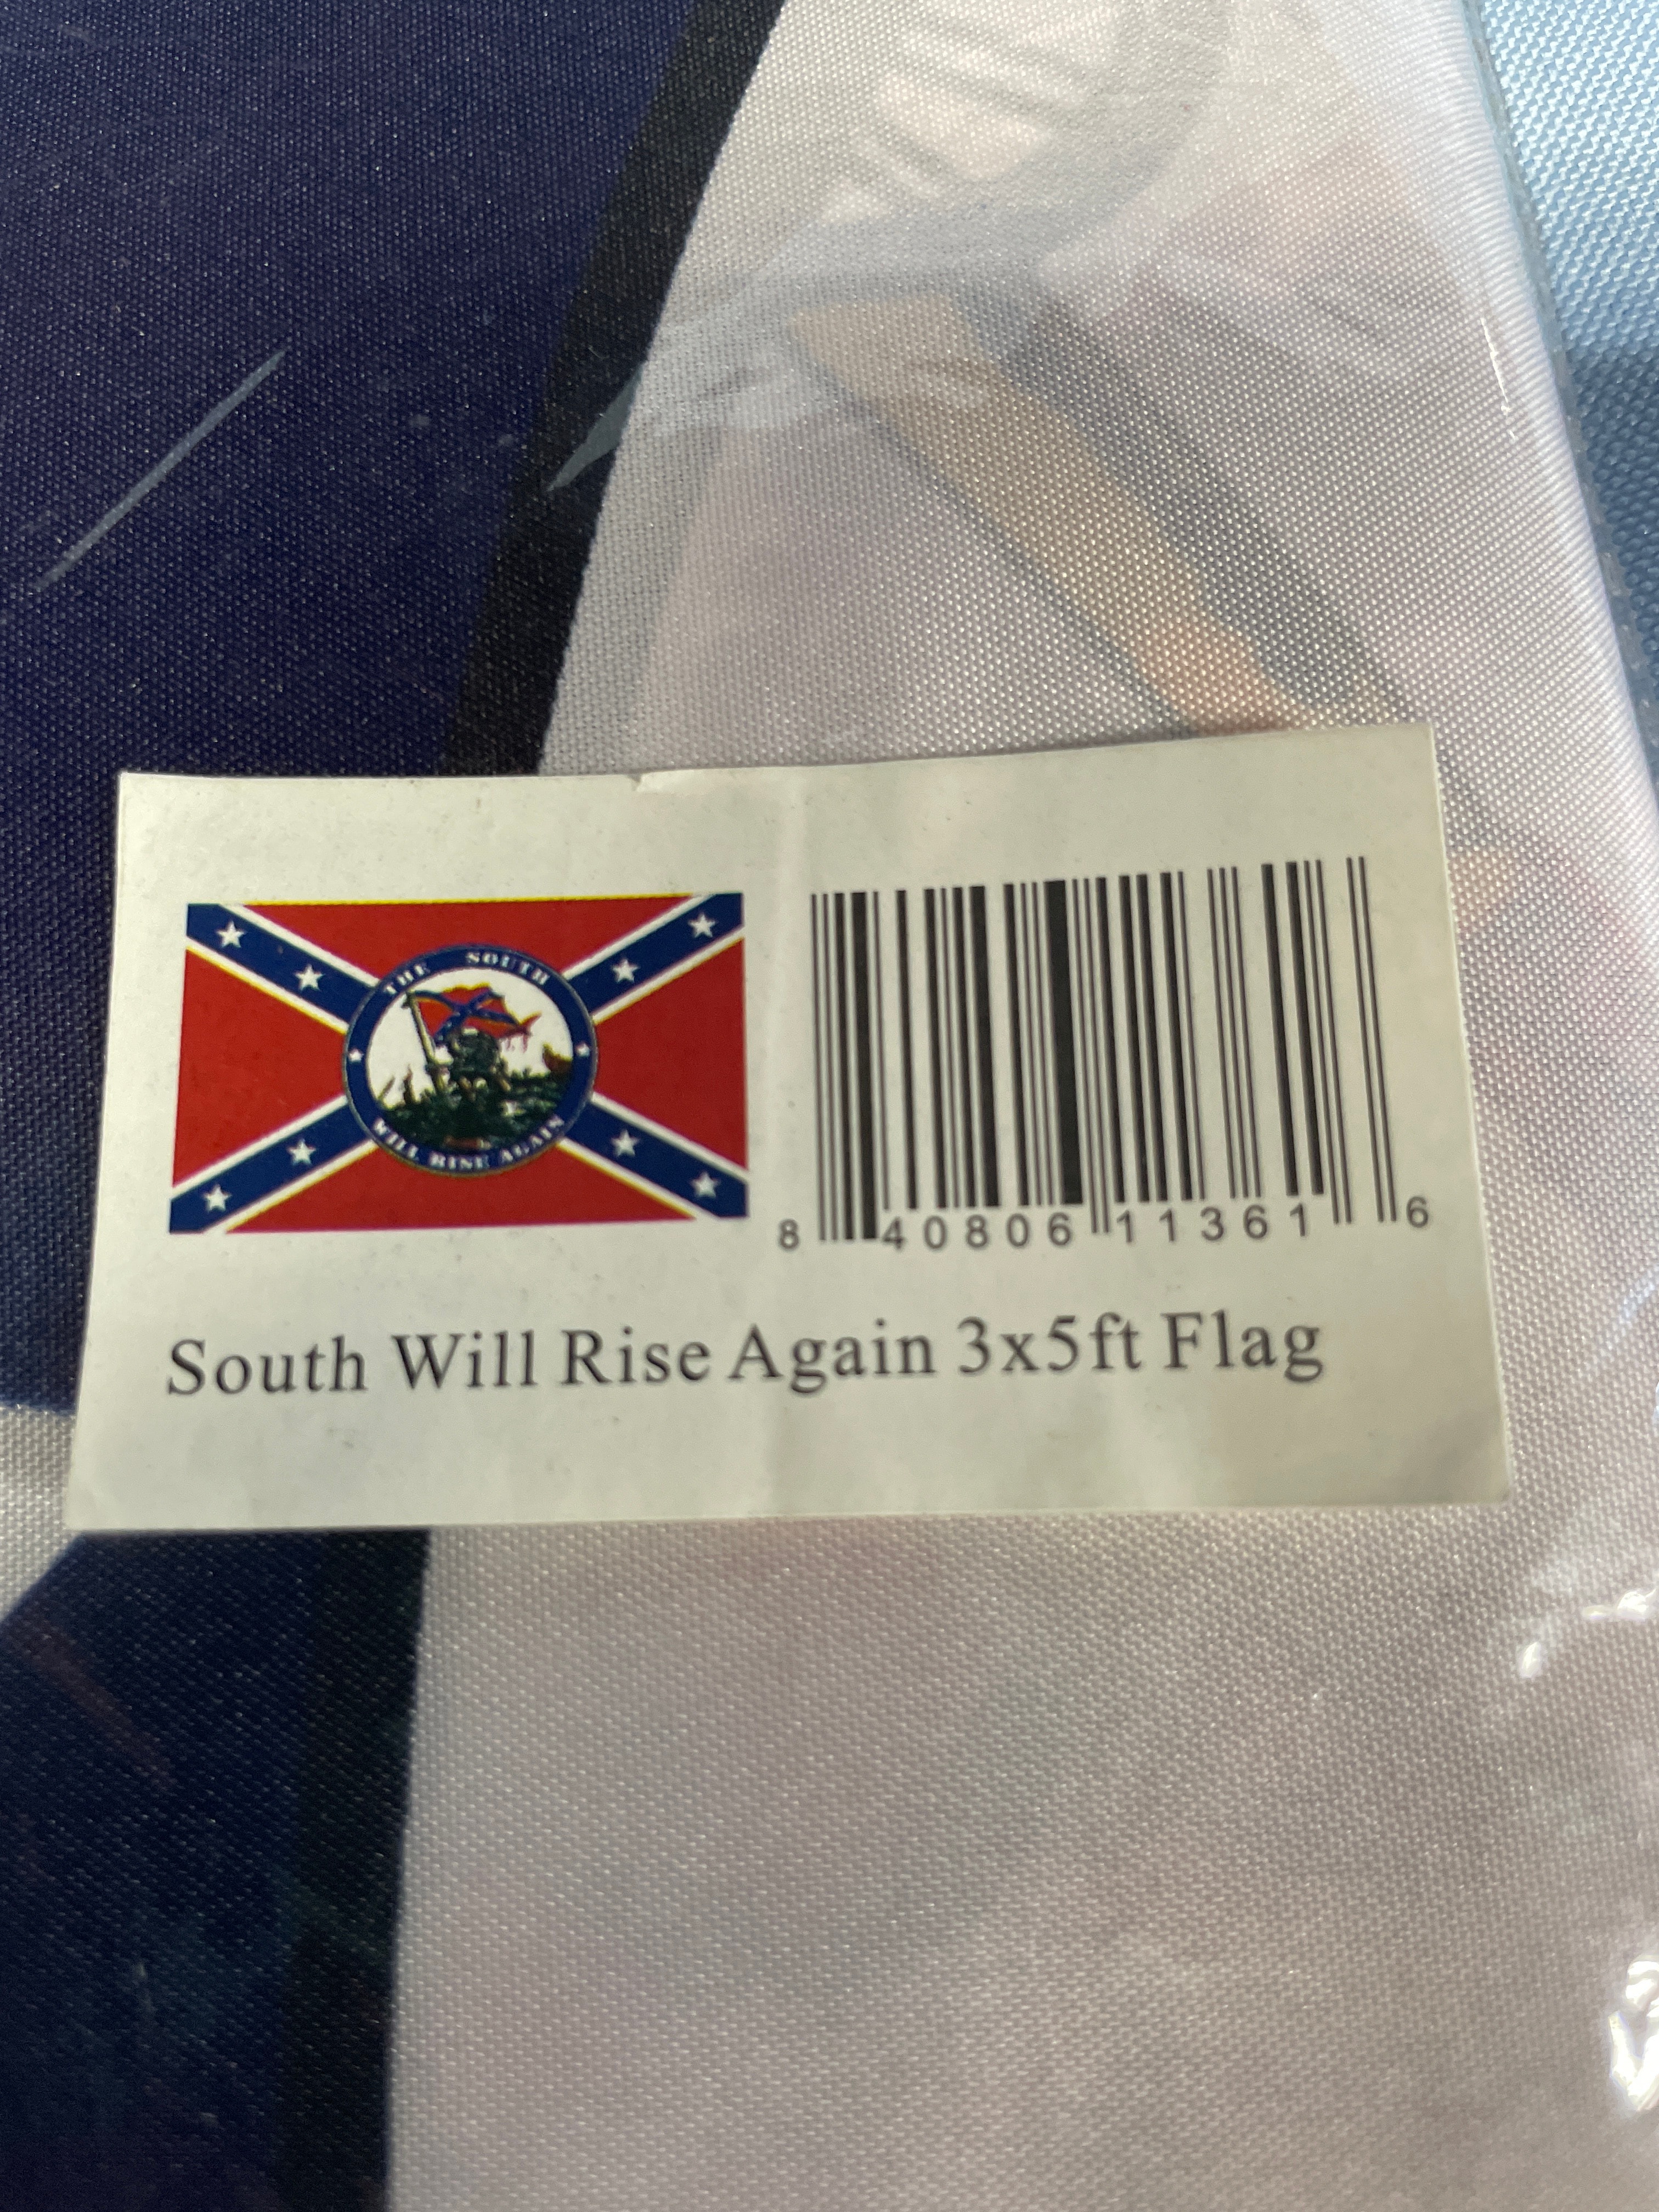 THE SOUTH
WILL RISE AGAIN
8 40806 11361 6
South Will Rise Again 3x5ft Flag